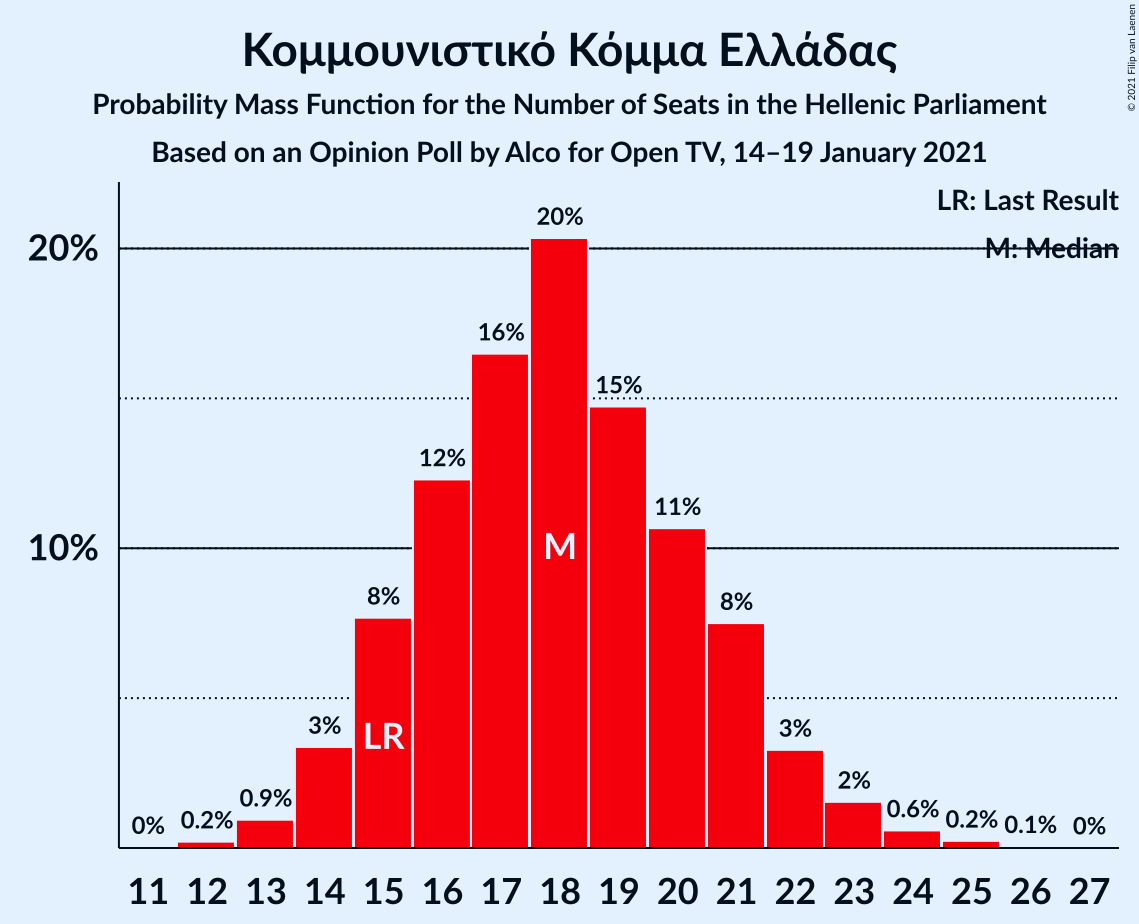 Κομμουνιστικό Κόμμα Ελλάδας
Probability Mass Function for the Number of Seats in the Hellenic Parliament
Based on an Opinion Poll by Alco for Open TV, 14–19 January 2021
© 2021 Filip van Laenen
LR: Last Result
M: Median
20%
10%
0%
0.2%
0.9%
3%
8%
12%
16%
20%
15%
11%
8%
3%
2%
0.6%
0.2%
0.1%
0%
LR
M
11 12 13 14 15 16 17 18 19 20 21 22 23 24 25 26 27